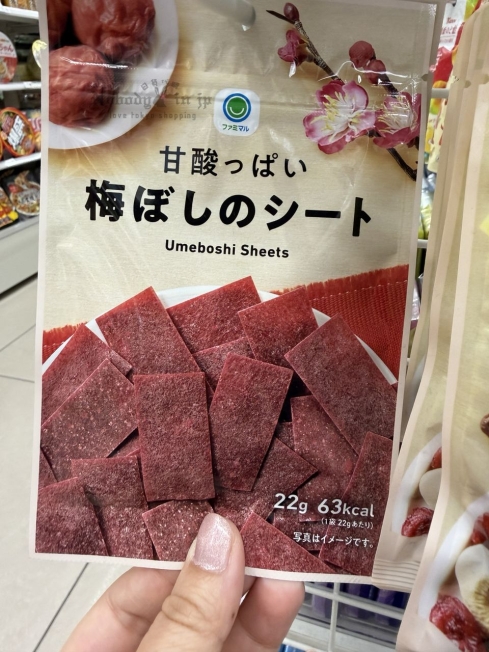 ファミマル
甘酸っぱい
梅ぼしのシート
Umeboshi Sheets
22g 63kcal
(1袋 22gあたり)
写真はイメージです。